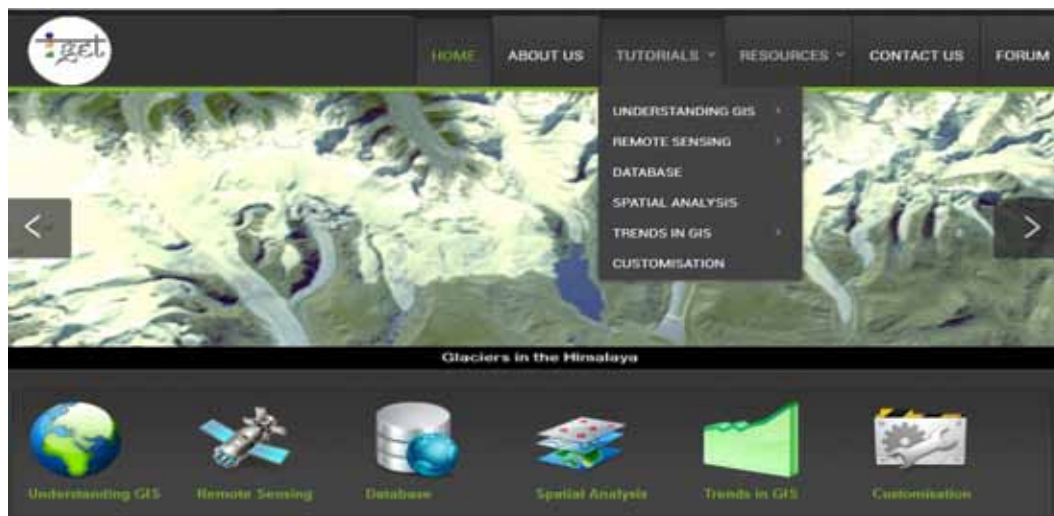 iget
HOME ABOUT US TUTORIALS RESOURCES CONTACT US FORUM
UNDERSTANDING GIS
REMOTE SENSING
DATABASE
SPATIAL ANALYSIS
TRENDS IN GIS
CUSTOMISATION
Glaciers in the Himalaya
Understanding GIS Remote Sensing Database Spatial Analysis Trends in GIS Customisation